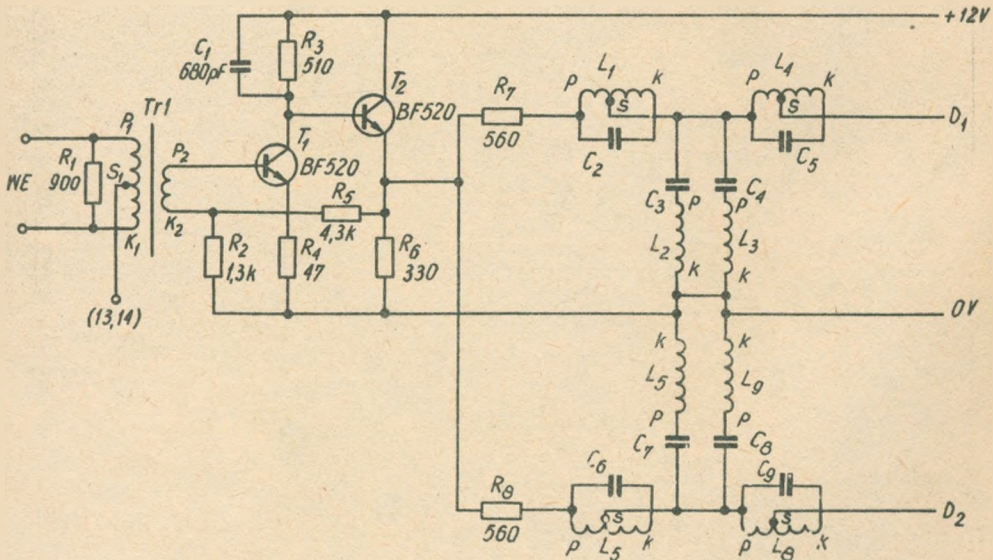 +12V
C1
680pF
R3
510
T2
BF520
Tr1
P1
R1
900
S1
WE
K1
(13,14)
P2
K2
T1
BF520
R5
4,3k
R2
1,3k
R4
47
R6
330
R7
560
P L1 k
S
C2
P L4 k
S
C5
D1
C3 P
L2
k
P C4
L3
k
0V
k
L5
P
C7
k
L9
P
C8
R8
560
C6
S
P L5 k
C9
S
P L8 k
D2